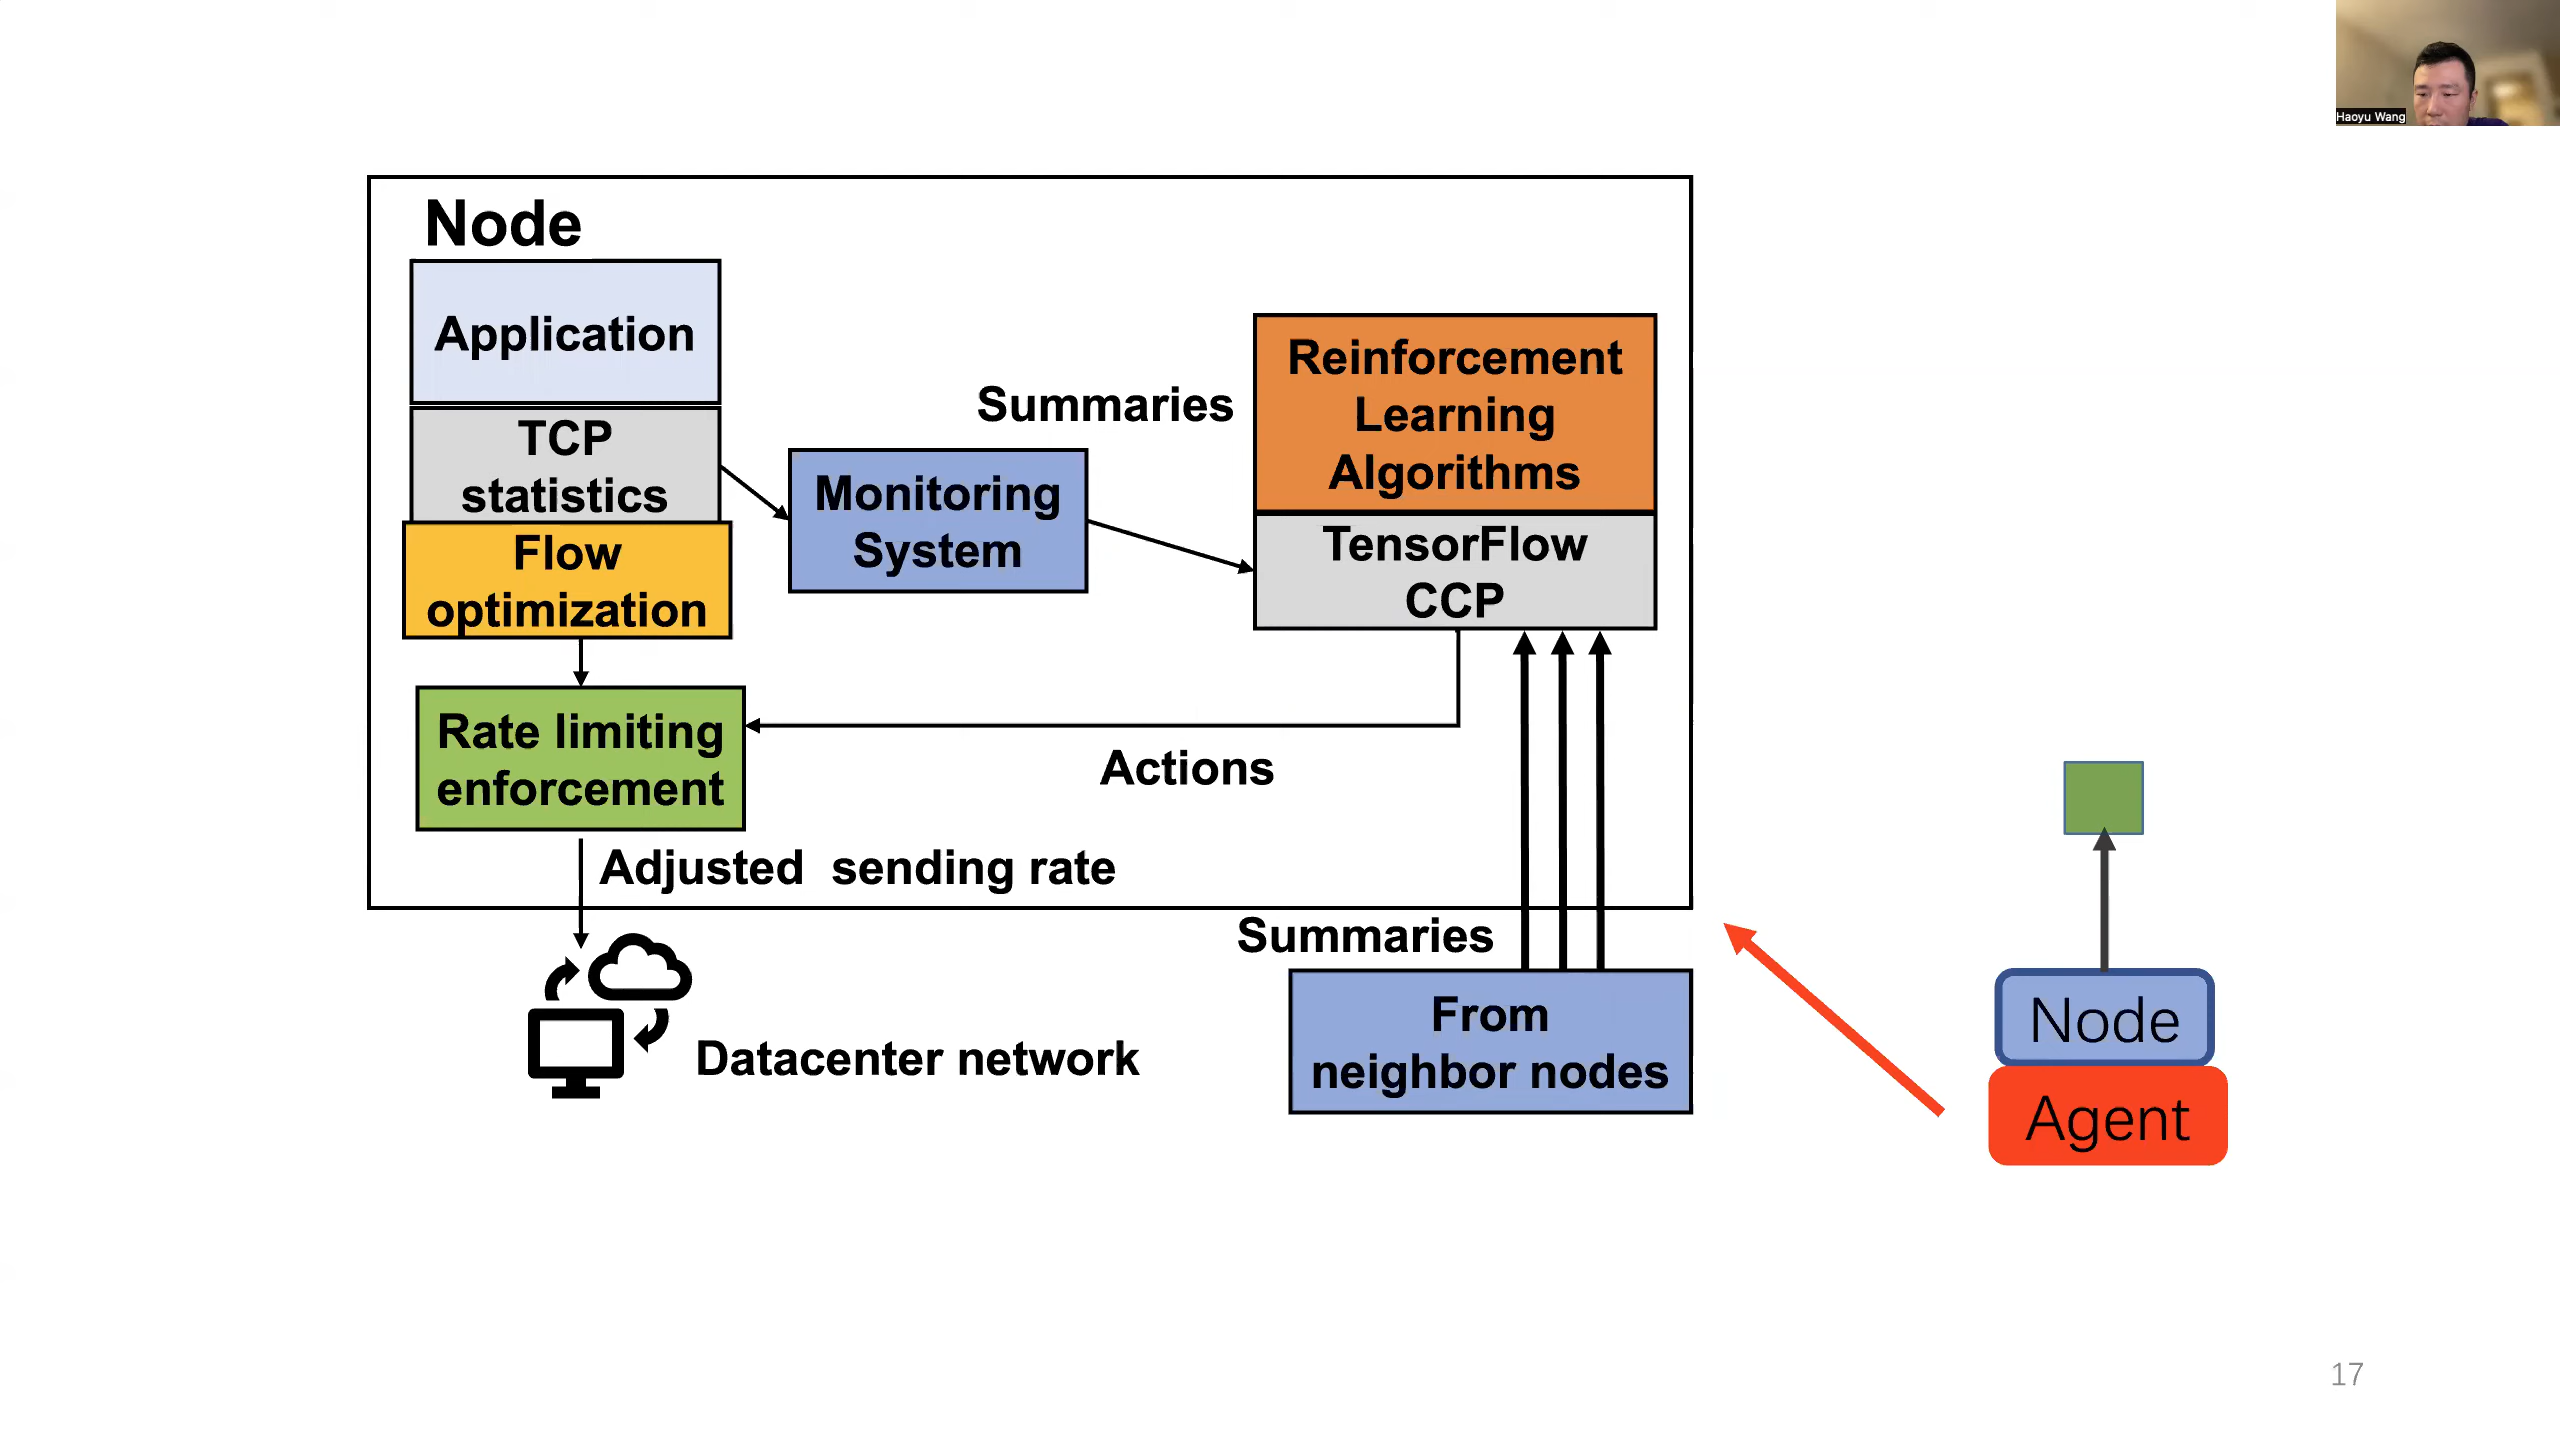 Haoyu Wang
Node
Application
TCP
statistics
Flow
optimization
Rate limiting
enforcement
Summaries
Monitoring
System
Reinforcement
Learning
Algorithms
TensorFlow
CCP
Actions
Adjusted sending rate
Datacenter network
Summaries
From
neighbor nodes
Node
Agent
17